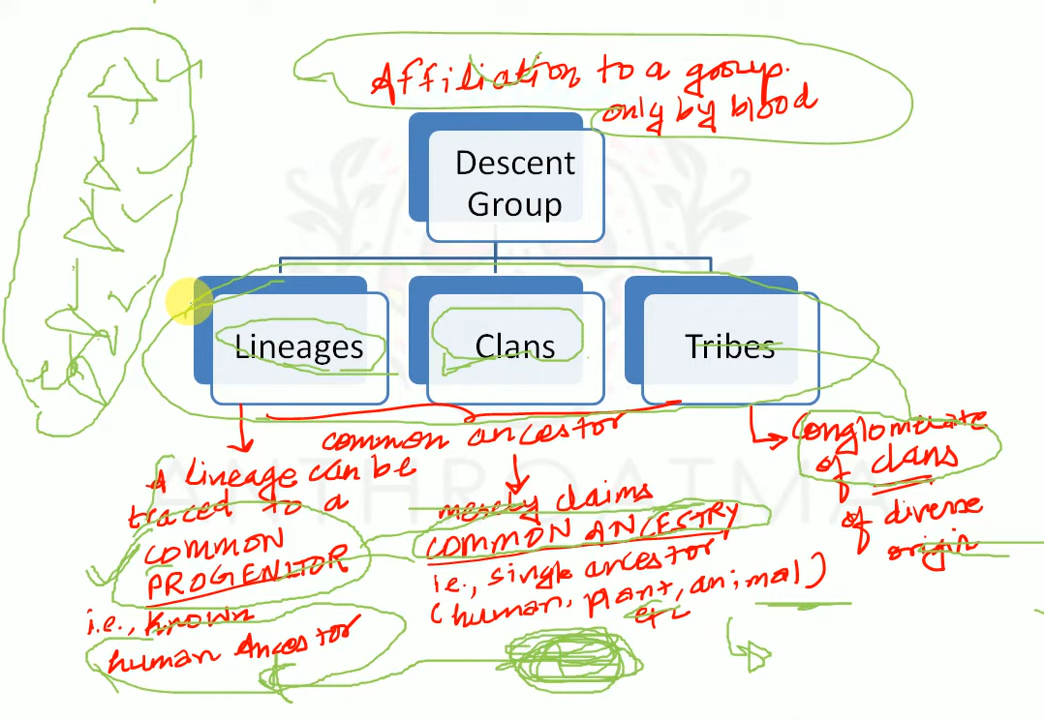 Affiliation to a group.
only by blood
Descent
Group
Lineages
Clans
Tribes
common ancestor
A Lineage can be
traced to a
COMMON
PROGENITOR
i.e., known
human Ancestor
merely claims
COMMON ANCESTRY
i.e., single ancestor
(human, plant, animal)
etc
Conglomerate
of clans
of diverse
origin
ANTHROATMA